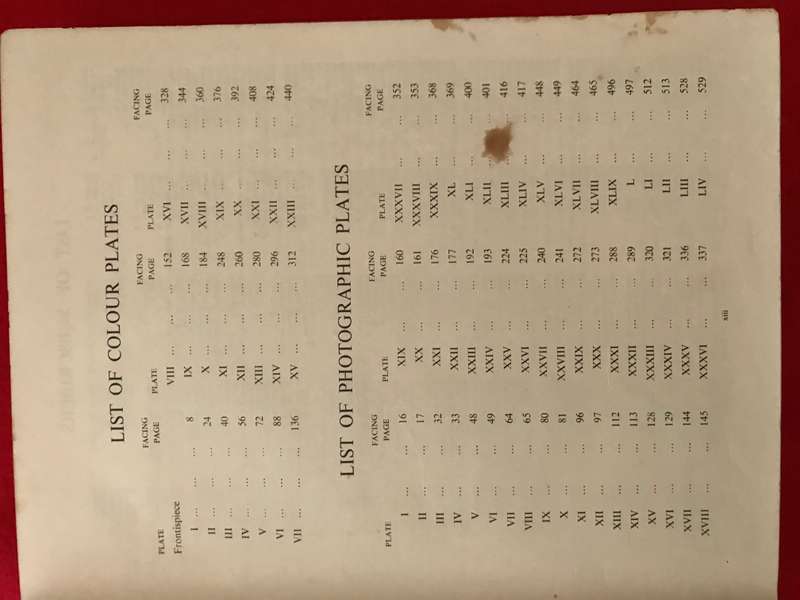 LIST OF COLOUR PLATES
PLATE FACING PAGE PLATE FACING PAGE PLATE FACING PAGE
Frontispiece VIII ... ... ... 152 XVI ... ... ... 328
I ... ... ... 8 IX ... ... ... 168 XVII ... ... ... 344
II ... ... ... 24 X ... ... ... 184 XVIII ... ... ... 360
III ... ... ... 40 XI ... ... ... 248 XIX ... ... ... 376
IV ... ... ... 56 XII ... ... ... 260 XX ... ... ... 392
V ... ... ... 72 XIII ... ... ... 280 XXI ... ... ... 408
VI ... ... ... 88 XIV ... ... ... 296 XXII ... ... ... 424
VII ... ... ... 136 XV ... ... ... 312 XXIII ... ... ... 440
LIST OF PHOTOGRAPHIC PLATES
PLATE FACING PAGE PLATE FACING PAGE PLATE FACING PAGE
I ... ... 16 XIX ... ... 160 XXXVII ... ... 352
II ... ... 17 XX ... ... 161 XXXVIII ... ... 353
III ... ... 32 XXI ... ... 176 XXXIX ... ... 368
IV ... ... 33 XXII ... ... 177 XL ... ... 369
V ... ... 48 XXIII ... ... 192 XLI ... ... 400
VI ... ... 49 XXIV ... ... 193 XLII ... ... 401
VII ... ... 64 XXV ... ... 224 XLIII ... ... 416
VIII ... ... 65 XXVI ... ... 225 XLIV ... ... 417
IX ... ... 80 XXVII ... ... 240 XLV ... ... 448
X ... ... 81 XXVIII ... ... 241 XLVI ... ... 449
XI ... ... 96 XXIX ... ... 272 XLVII ... ... 464
XII ... ... 97 XXX ... ... 273 XLVIII ... ... 465
XIII ... ... 112 XXXI ... ... 288 XLIX ... ... 496
XIV ... ... 113 XXXII ... ... 289 L ... ... 497
XV ... ... 128 XXXIII ... ... 320 LI ... ... 512
XVI ... ... 129 XXXIV ... ... 321 LII ... ... 513
XVII ... ... 144 XXXV ... ... 336 LIII ... ... 528
XVIII ... ... 145 XXXVI ... ... 337 LIV ... ... 529
xiii